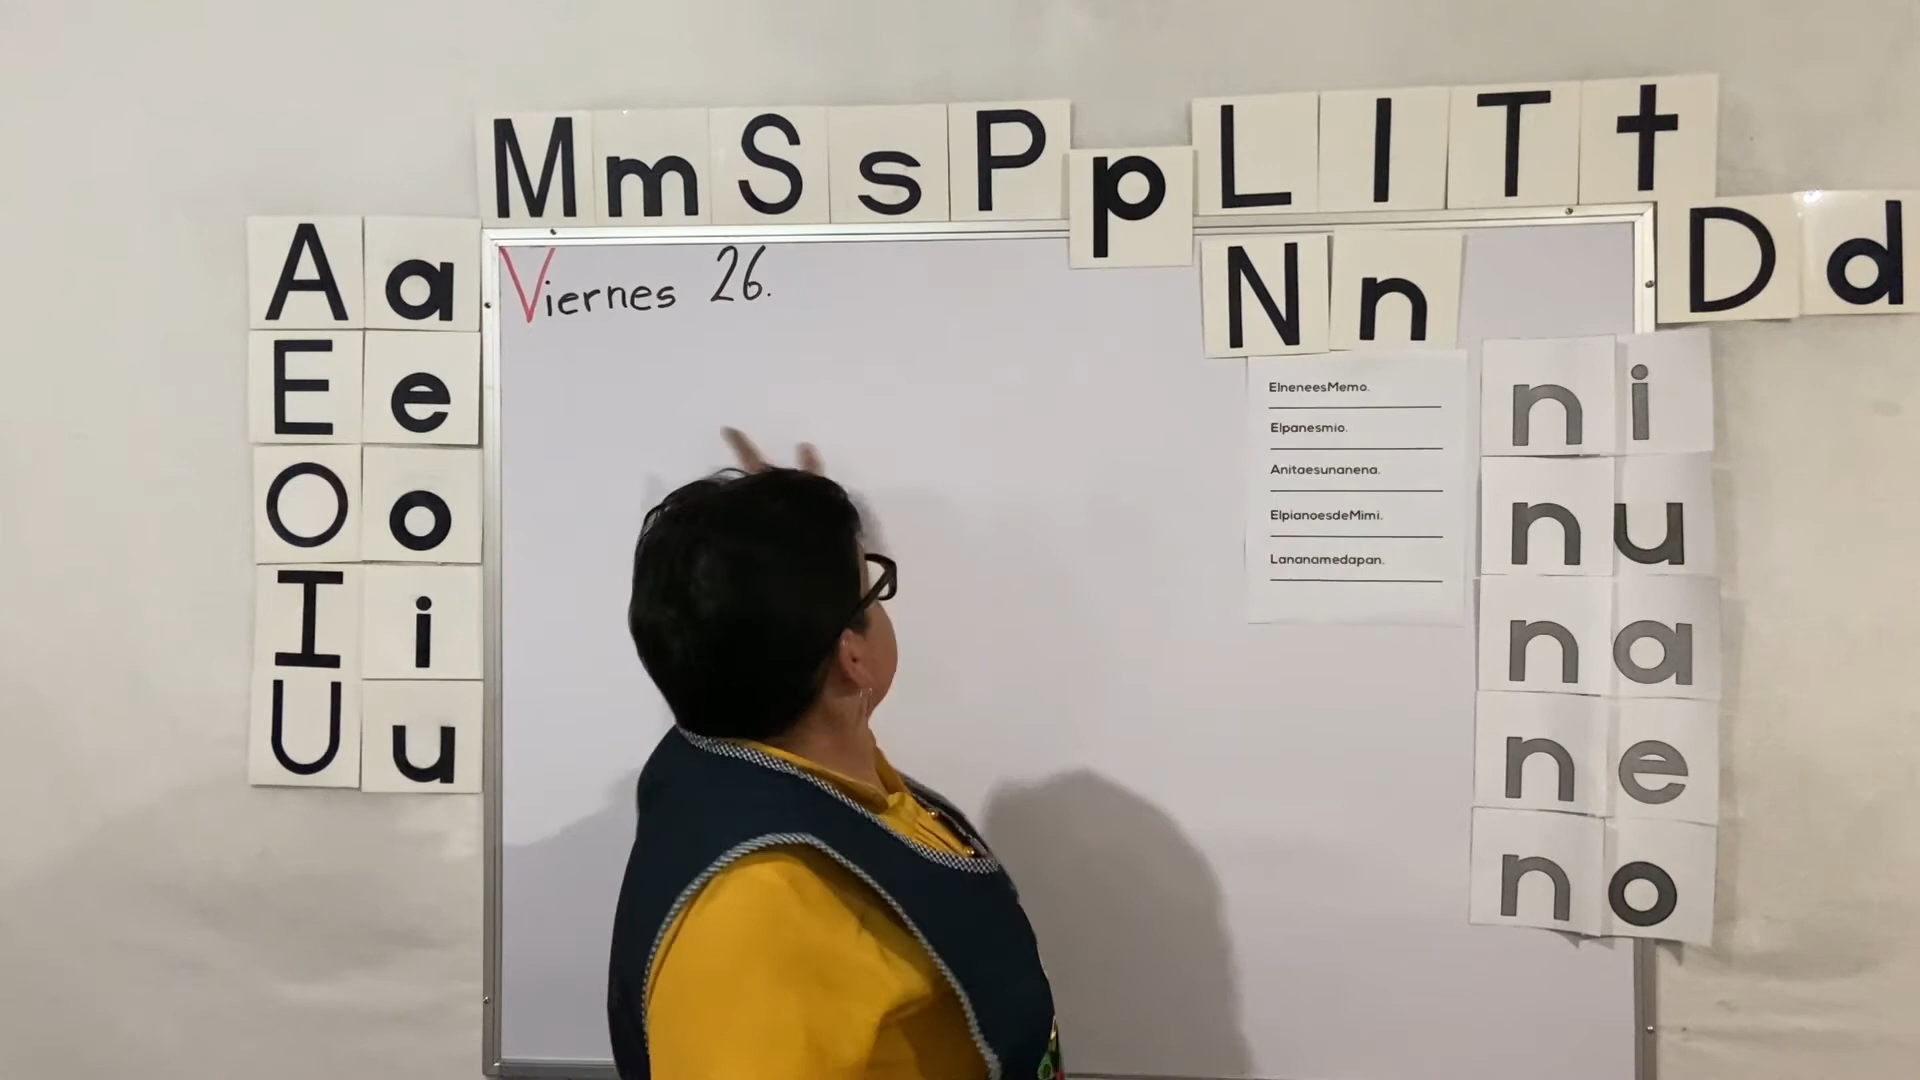 M m S s P p L l T t
D d
N n
A a
E e
O o
I i
U u
Viernes 26.
ElneneesMemo.
Elpanesmio.
Anitaesunanena.
ElpianoesdeMimi.
Lananamedapan.
n i
n u
n a
n e
n o